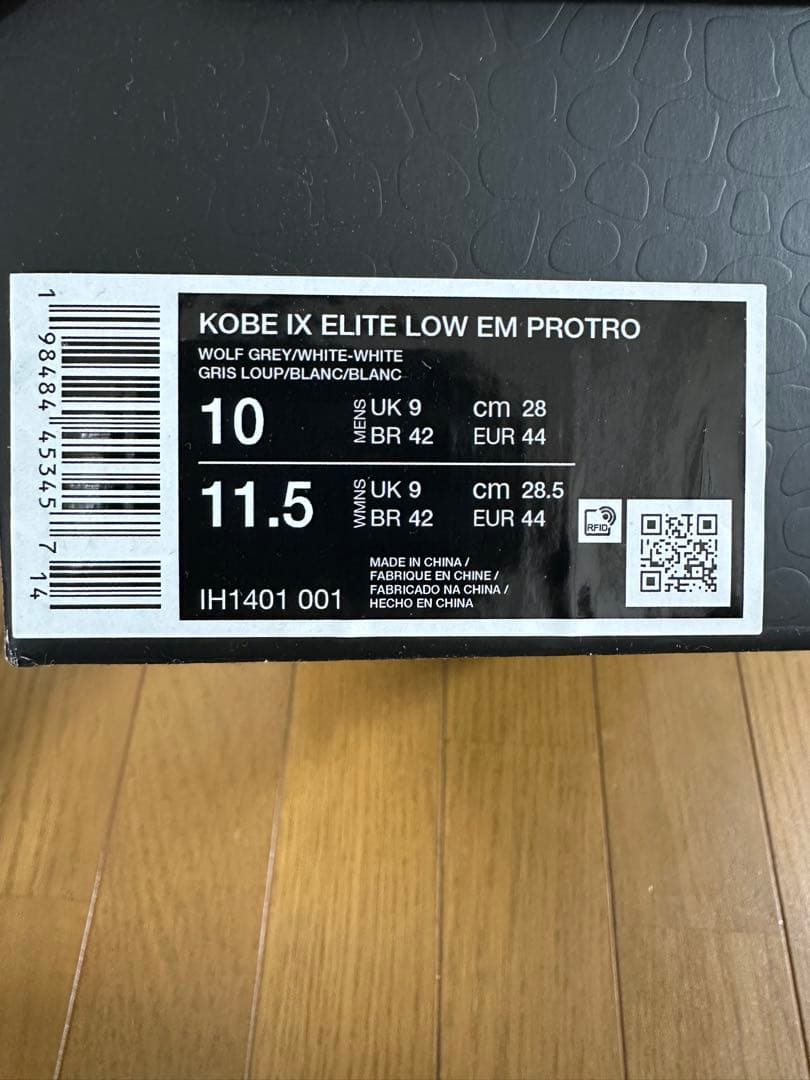 KOBE IX ELITE LOW EM PROTRO
WOLF GREY/WHITE-WHITE
GRIS LOUP/BLANC/BLANC
10 MENS UK 9 cm 28
BR 42 EUR 44
11.5 WMNS UK 9 cm 28.5
BR 42 EUR 44
RFID
MADE IN CHINA /
FABRIQUE EN CHINE /
FABRICADO NA CHINA /
HECHO EN CHINA
IH1401 001
1 98484 45345 7 14